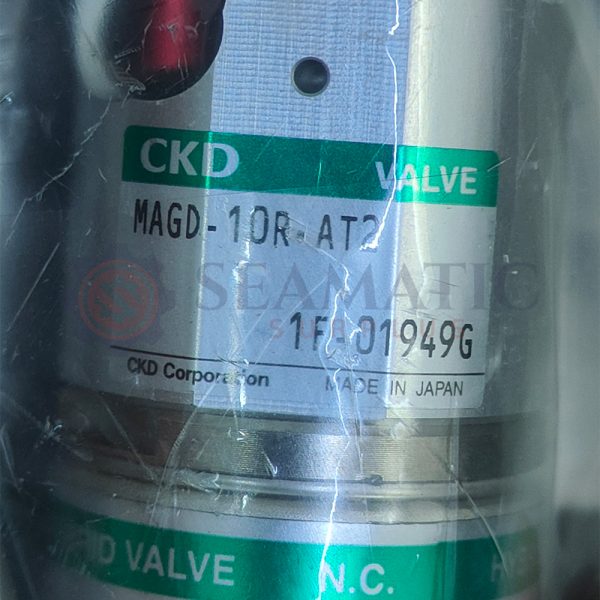 CKD VALVE
MAGD-10R-AT2
SEAMATIC
1F-01949G
CKD Corporation MADE IN JAPAN
VALVE N.C.